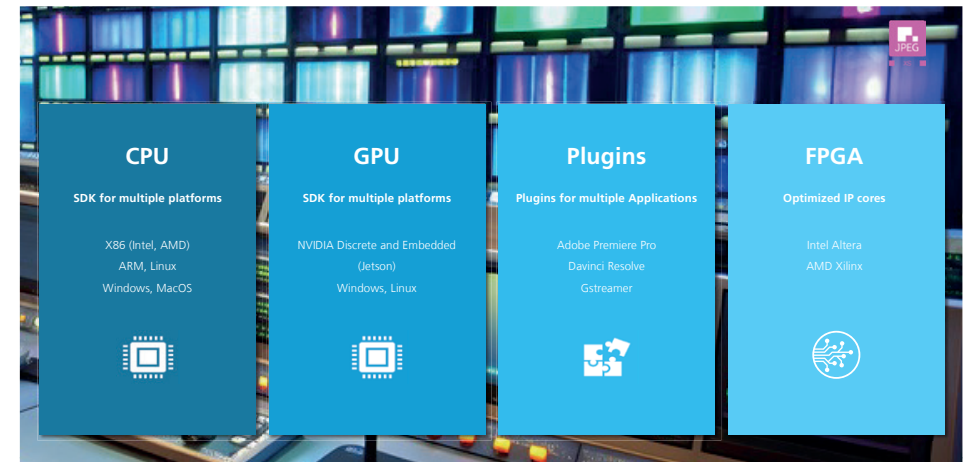 JPEG
CPU
SDK for multiple platforms
X86 (Intel, AMD)
ARM, Linux
Windows, MacOS
GPU
SDK for multiple platforms
NVIDIA Discrete and Embedded
(Jetson)
Windows, Linux
Plugins
Plugins for multiple Applications
Adobe Premiere Pro
Davinci Resolve
Gstreamer
FPGA
Optimized IP cores
Intel Altera
AMD Xilinx